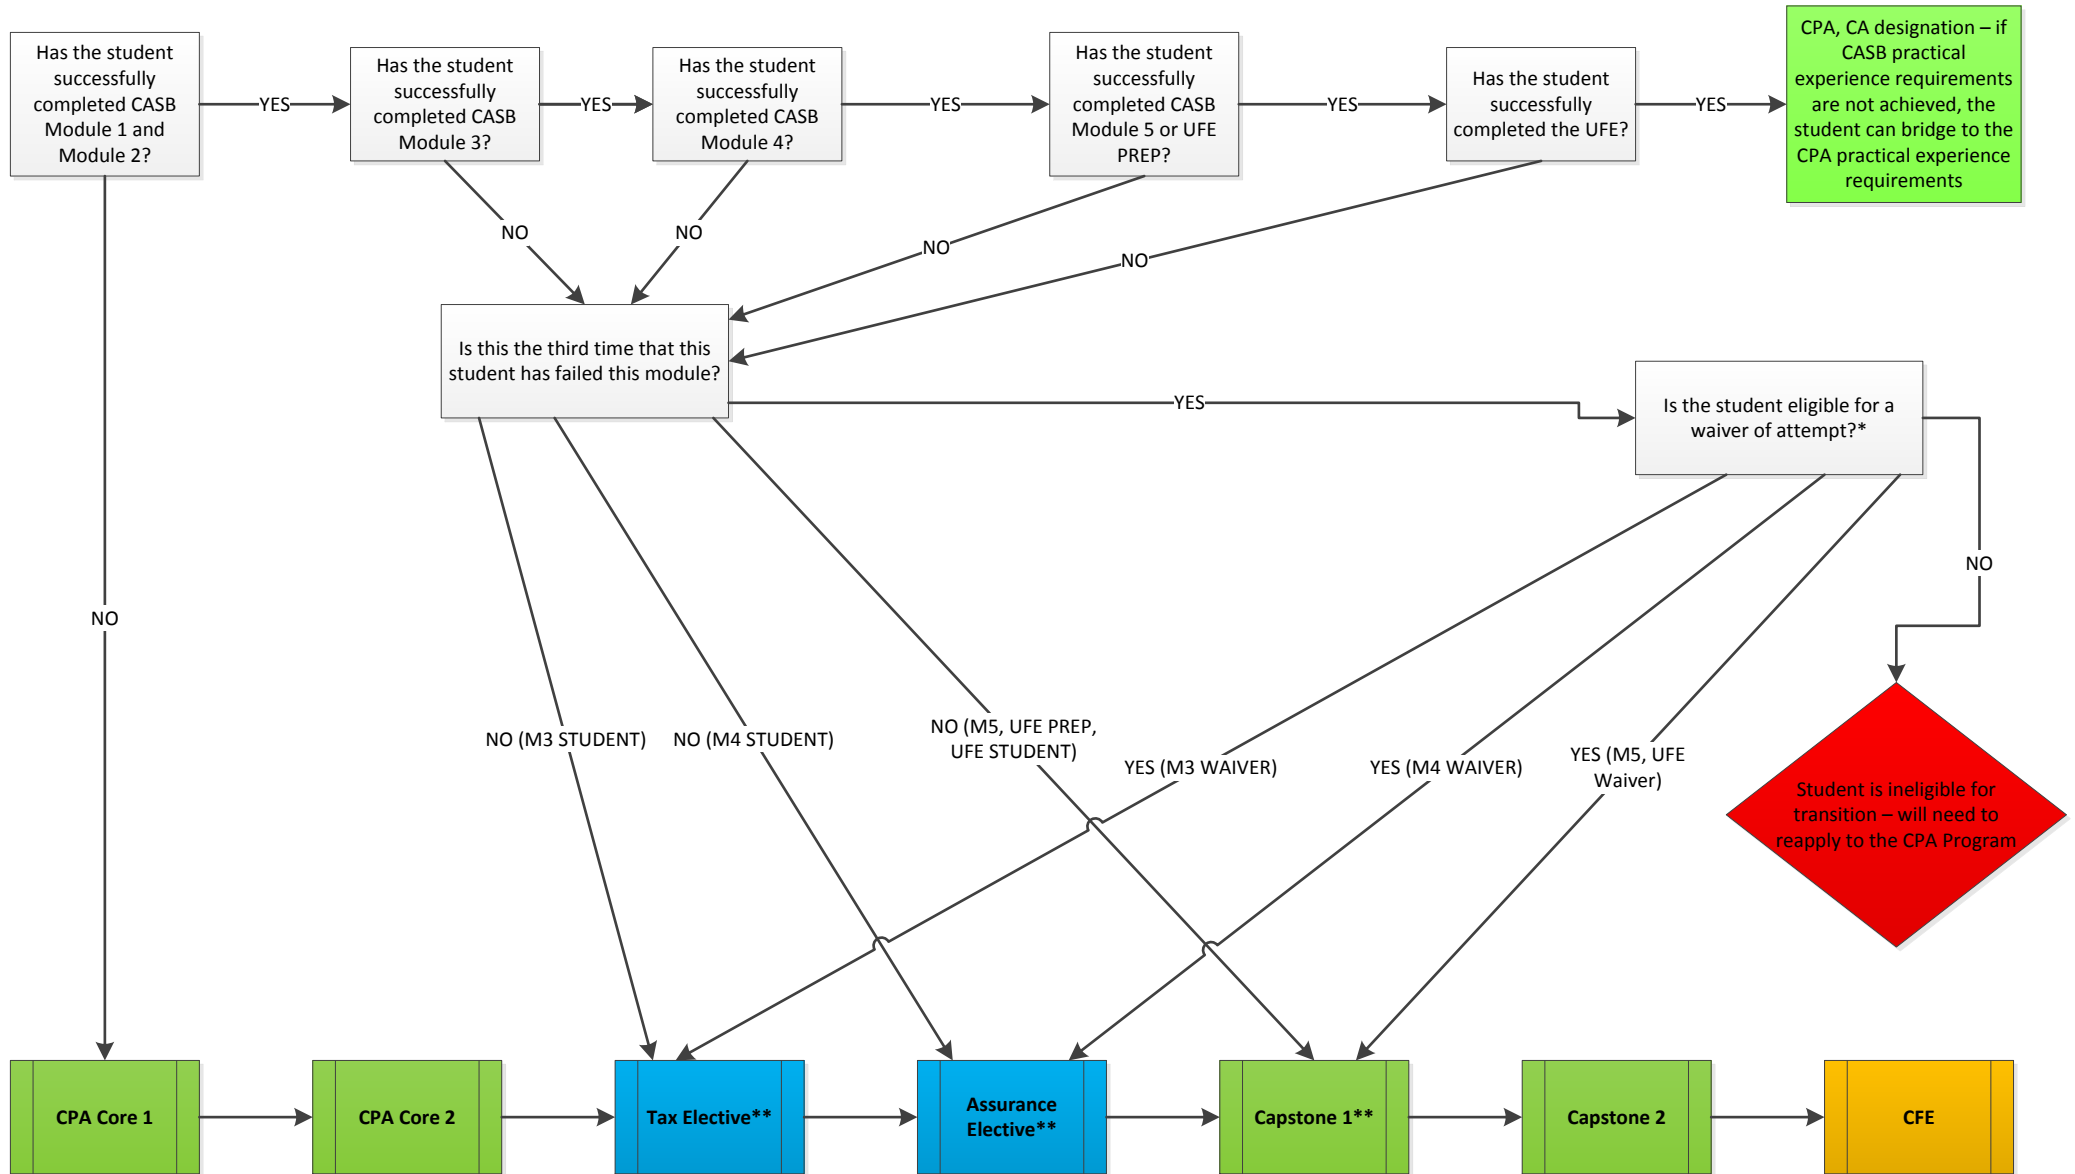 Has the student
successfully
completed CASB
Module 1 and
Module 2?
YES
Has the student
successfully
completed CASB
Module 3?
YES
Has the student
successfully
completed CASB
Module 4?
YES
Has the student
successfully
completed CASB
Module 5 or UFE
PREP?
YES
Has the student
successfully
completed the UFE?
YES
CPA, CA designation – if
CASB practical
experience requirements
are not achieved, the
student can bridge to the
CPA practical experience
requirements
NO
NO
NO
NO
Is this the third time that this
student has failed this module?
YES
Is the student eligible for a
waiver of attempt?*
NO
NO
NO (M3 STUDENT)
NO (M4 STUDENT)
NO (M5, UFE PREP,
UFE STUDENT)
YES (M3 WAIVER)
YES (M4 WAIVER)
YES (M5, UFE
Waiver)
Student is ineligible for
transition – will need to
reapply to the CPA Program
CPA Core 1
CPA Core 2
Tax Elective**
Assurance
Elective**
Capstone 1**
Capstone 2
CFE